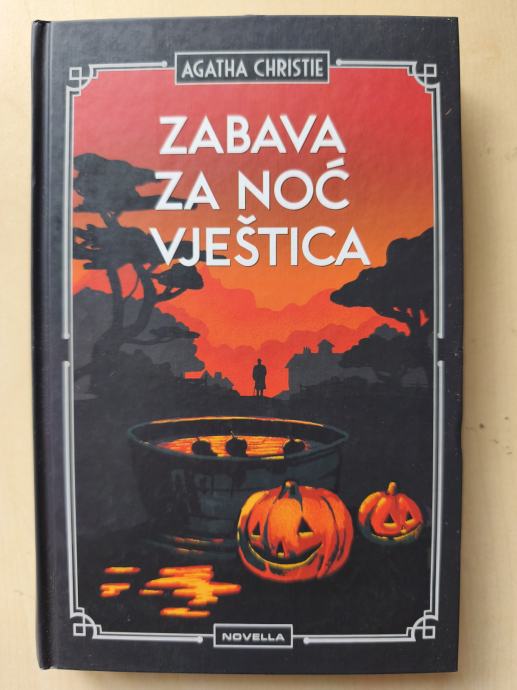 AGATHA CHRISTIE
ZABAVA
ZA NOĆ
VJEŠTICA
NOVELLA